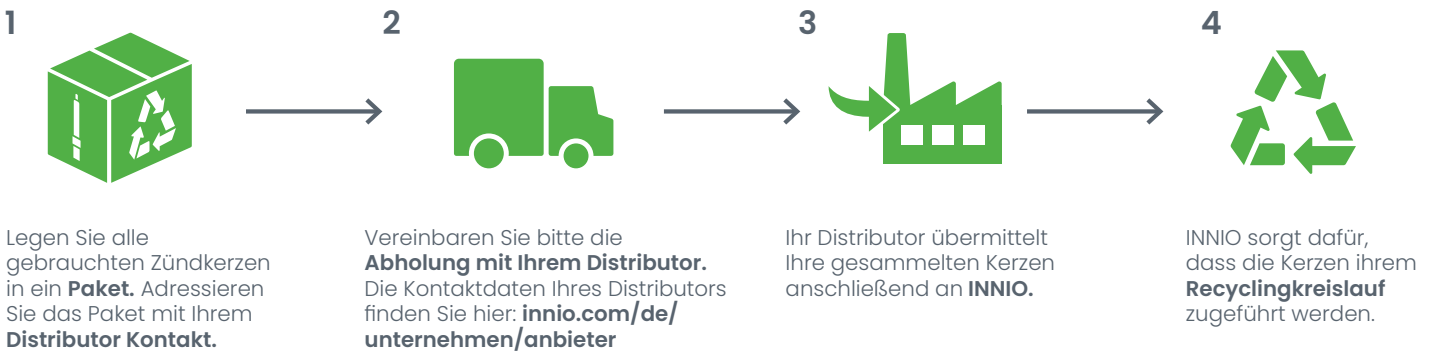 1
Legen Sie alle
gebrauchten Zündkerzen
in ein Paket. Adressieren
Sie das Paket mit Ihrem
Distributor Kontakt.
2
Vereinbaren Sie bitte die
Abholung mit Ihrem Distributor.
Die Kontaktdaten Ihres Distributors
finden Sie hier: innio.com/de/
unternehmen/anbieter
3
Ihr Distributor übermittelt
Ihre gesammelten Kerzen
anschließend an INNIO.
4
INNIO sorgt dafür,
dass die Kerzen ihrem
Recyclingkreislauf
zugeführt werden.